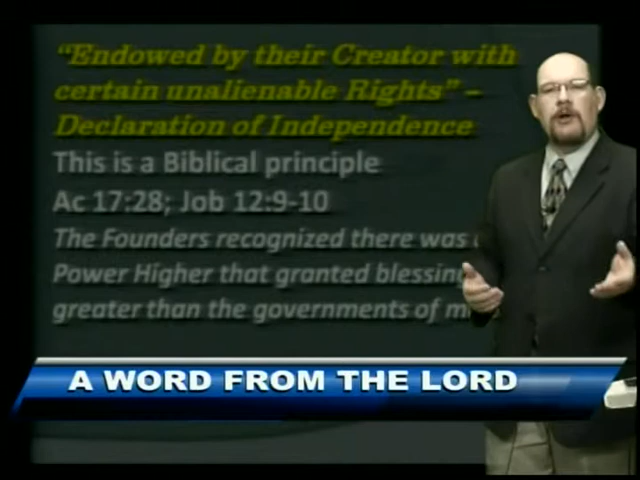 “Endowed by their Creator with
certain unalienable Rights” –
Declaration of Independence
This is a Biblical principle
Ac 17:28; Job 12:9-10
The Founders recognized there was
Power Higher that granted
greater than the governments of
A WORD FROM THE LORD